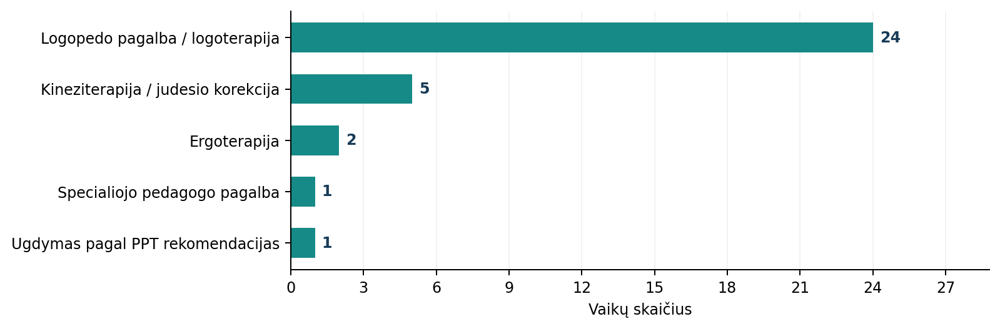 Logopedo pagalba / logoterapija 24
Kineziterapija / judesio korekcija 5
Ergoterapija 2
Specialiojo pedagogo pagalba 1
Ugdymas pagal PPT rekomendacijas 1
0 3 6 9 12 15 18 21 24 27
Vaikų skaičius